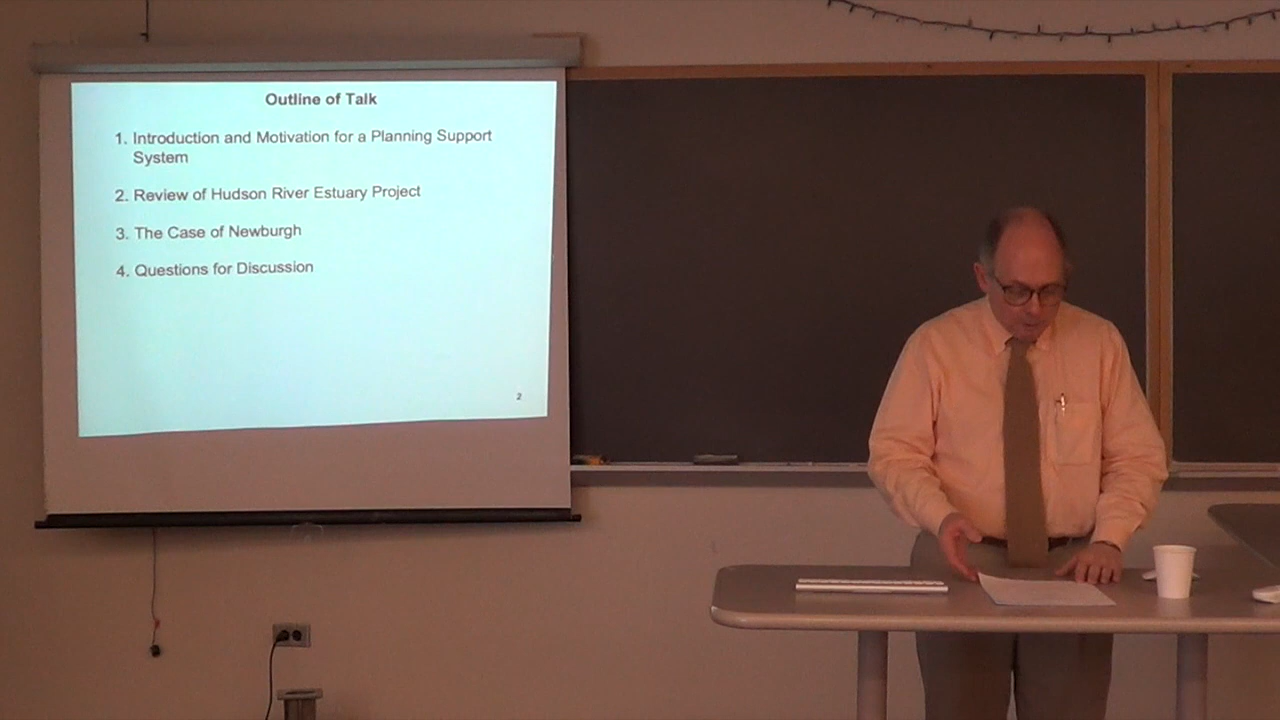 Outline of Talk
1. Introduction and Motivation for a Planning Support
System
2. Review of Hudson River Estuary Project
3. The Case of Newburgh
4. Questions for Discussion
2